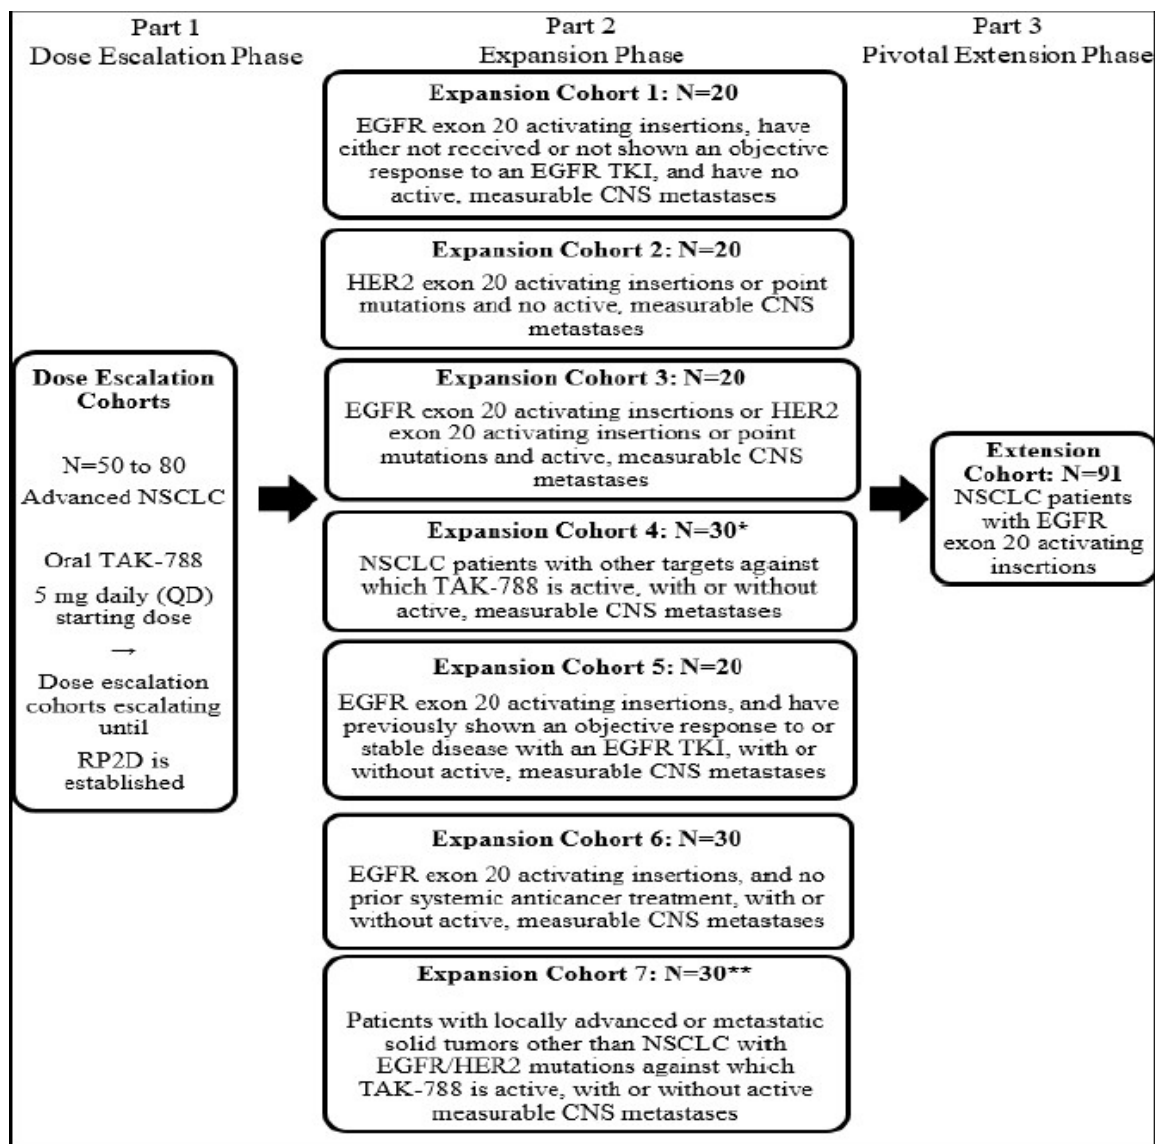 Part 1
Dose Escalation Phase
Part 2
Expansion Phase
Part 3
Pivotal Extension Phase
Dose Escalation
Cohorts
N=50 to 80
Advanced NSCLC
Oral TAK-788
5 mg daily (QD)
starting dose
→
Dose escalation
cohorts escalating
until
RP2D is
established
Expansion Cohort 1: N=20
EGFR exon 20 activating insertions, have
either not received or not shown an objective
response to an EGFR TKI, and have no
active, measurable CNS metastases
Expansion Cohort 2: N=20
HER2 exon 20 activating insertions or point
mutations and no active, measurable CNS
metastases
Expansion Cohort 3: N=20
EGFR exon 20 activating insertions or HER2
exon 20 activating insertions or point
mutations and active, measurable CNS
metastases
Expansion Cohort 4: N=30*
NSCLC patients with other targets against
which TAK-788 is active, with or without
active, measurable CNS metastases
Expansion Cohort 5: N=20
EGFR exon 20 activating insertions, and have
previously shown an objective response to or
stable disease with an EGFR TKI, with or
without active, measurable CNS metastases
Expansion Cohort 6: N=30
EGFR exon 20 activating insertions, and no
prior systemic anticancer treatment, with or
without active, measurable CNS metastases
Expansion Cohort 7: N=30**
Patients with locally advanced or metastatic
solid tumors other than NSCLC with
EGFR/HER2 mutations against which
TAK-788 is active, with or without active
measurable CNS metastases
Extension
Cohort: N=91
NSCLC patients
with EGFR
exon 20 activating
insertions